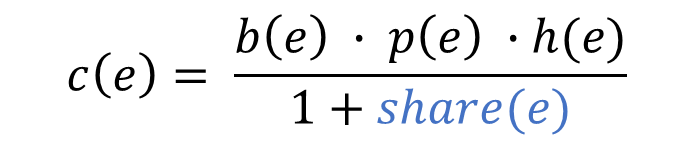 c(e) = b(e) · p(e) · h(e)
1 + share(e)